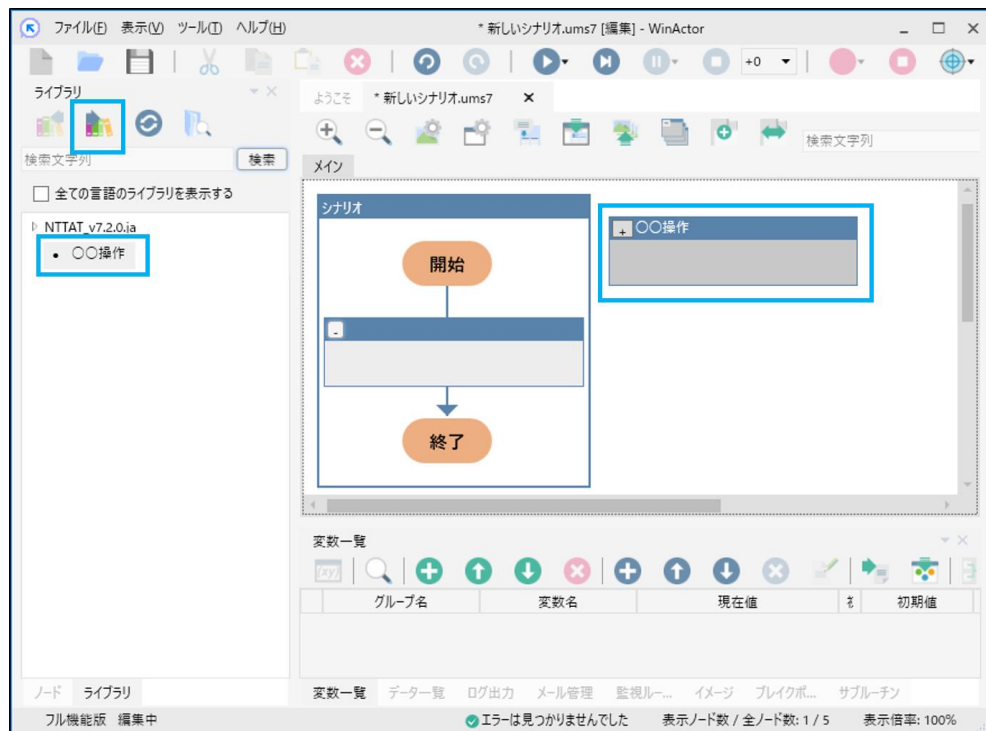 ファイル(F) 表示(V) ツール(T) ヘルプ(H)
* 新しいシナリオ.ums7 [編集] - WinActor
+0
ライブラリ
検索文字列 検索
全ての言語のライブラリを表示する
NTTAT_v7.2.0.ja
• 〇〇操作
ようこそ * 新しいシナリオ.ums7
検索文字列
メイン
シナリオ
開始
-
終了
+ 〇〇操作
変数一覧
(xy)
グループ名 変数名 現在値 初期値
ノード ライブラリ
変数一覧 データ一覧 ログ出力 メール管理 監視ルー... イメージ ブレイクポ... サブルーチン
フル機能版 編集中
エラーは見つかりませんでした 表示ノード数 / 全ノード数: 1 / 5 表示倍率: 100%